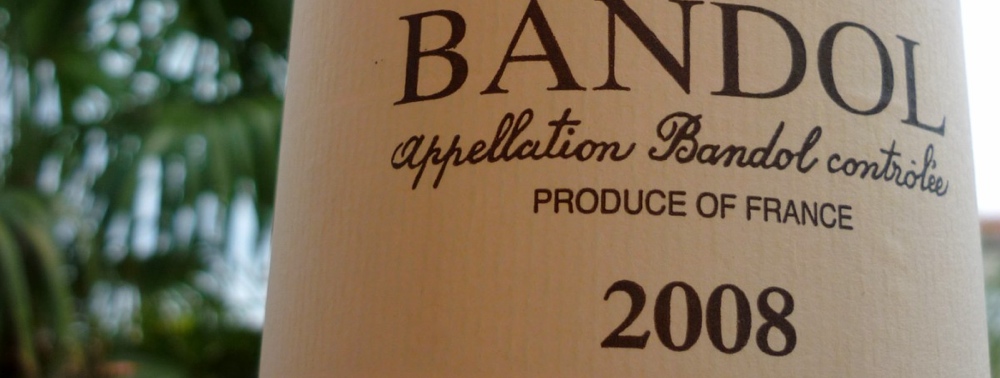 BANDOL
appellation Bandol contrôlée
PRODUCE OF FRANCE
2008